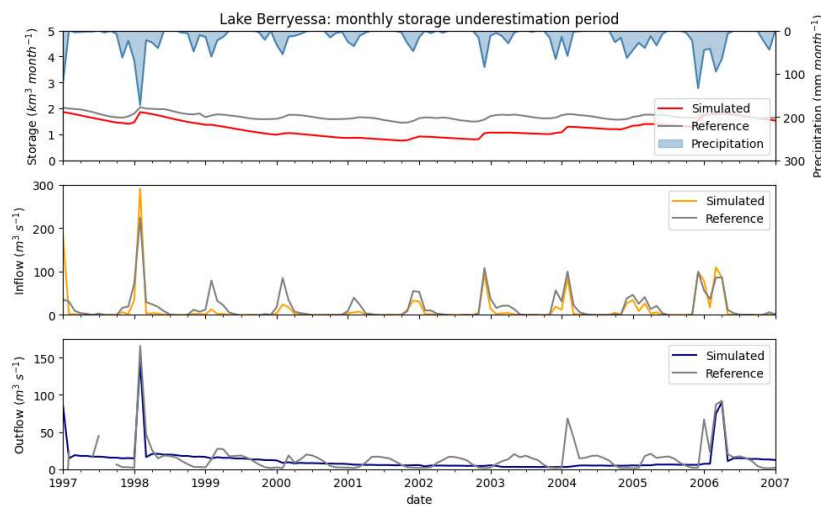 Lake Berryessa: monthly storage underestimation period
Storage (km³ month⁻¹)
5
4
3
2
1
0
0
100
200
300
Precipitation (mm month⁻¹)
Simulated
Reference
Precipitation
Inflow (m³ s⁻¹)
300
200
100
0
Simulated
Reference
Outflow (m³ s⁻¹)
150
100
50
0
Simulated
Reference
1997 1998 1999 2000 2001 2002 2003 2004 2005 2006 2007
date